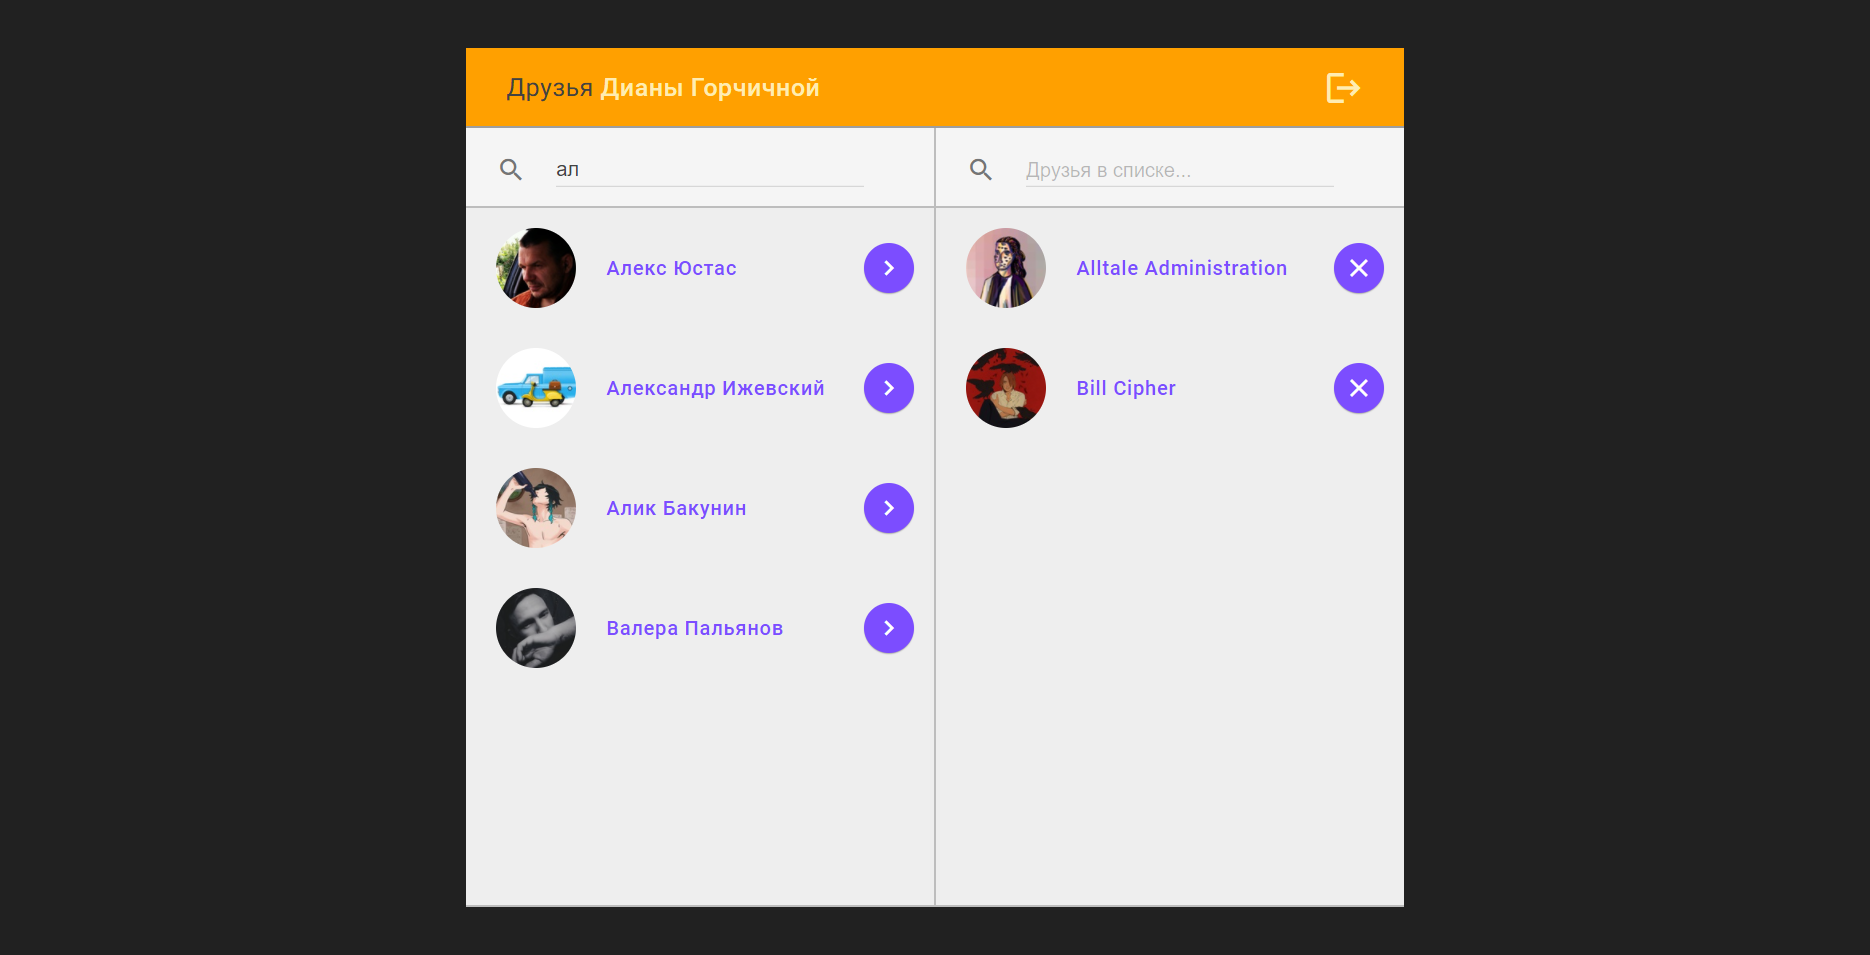 Друзья Дианы Горчичной
ал
Друзья в списке...
Алекс Юстас
Александр Ижевский
Алик Бакунин
Валера Пальянов
Alltale Administration
Bill Cipher